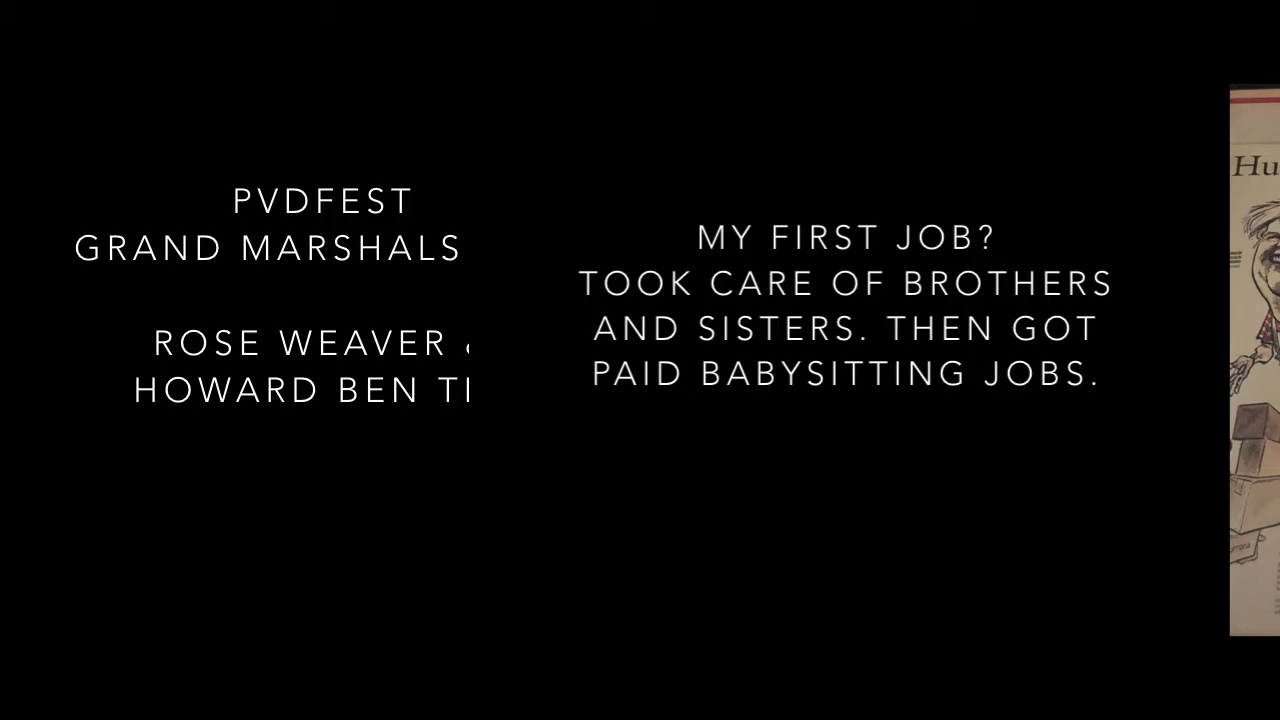 PVDFEST
GRAND MARSHALS
ROSE WEAVER
HOWARD BEN
MY FIRST JOB?
TOOK CARE OF BROTHERS
AND SISTERS. THEN GOT
PAID BABYSITTING JOBS.